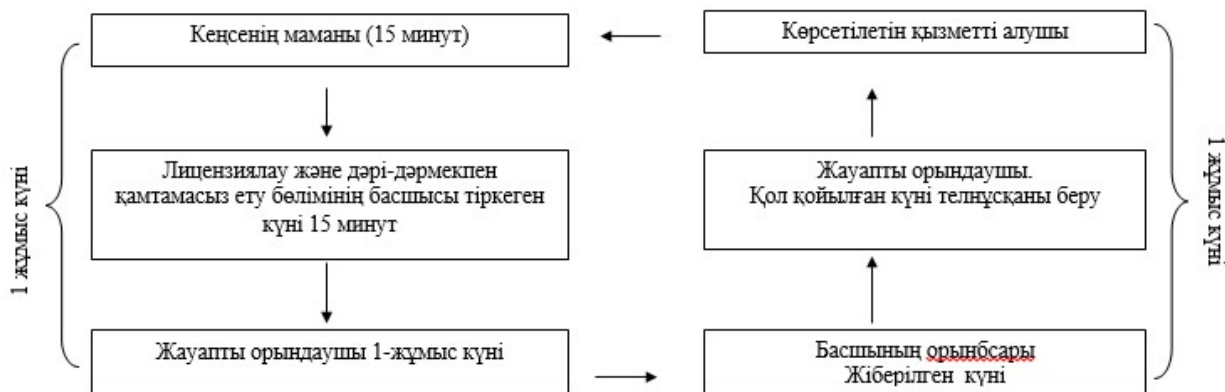 1 жұмыс күні
Кеңсенің маманы (15 минут)
Лицензиялау және дәрі-дәрмекпен
қамтамасыз ету бөлімінің басшысы тіркеген
күні 15 минут
Жауапты орындаушы 1-жұмыс күні
Көрсетілетін қызметті алушы
Жауапты орындаушы.
Қол қойылған күні телнұсқаны беру
Басшының орынбсары
Жіберілген күні
1 жұмыс күні